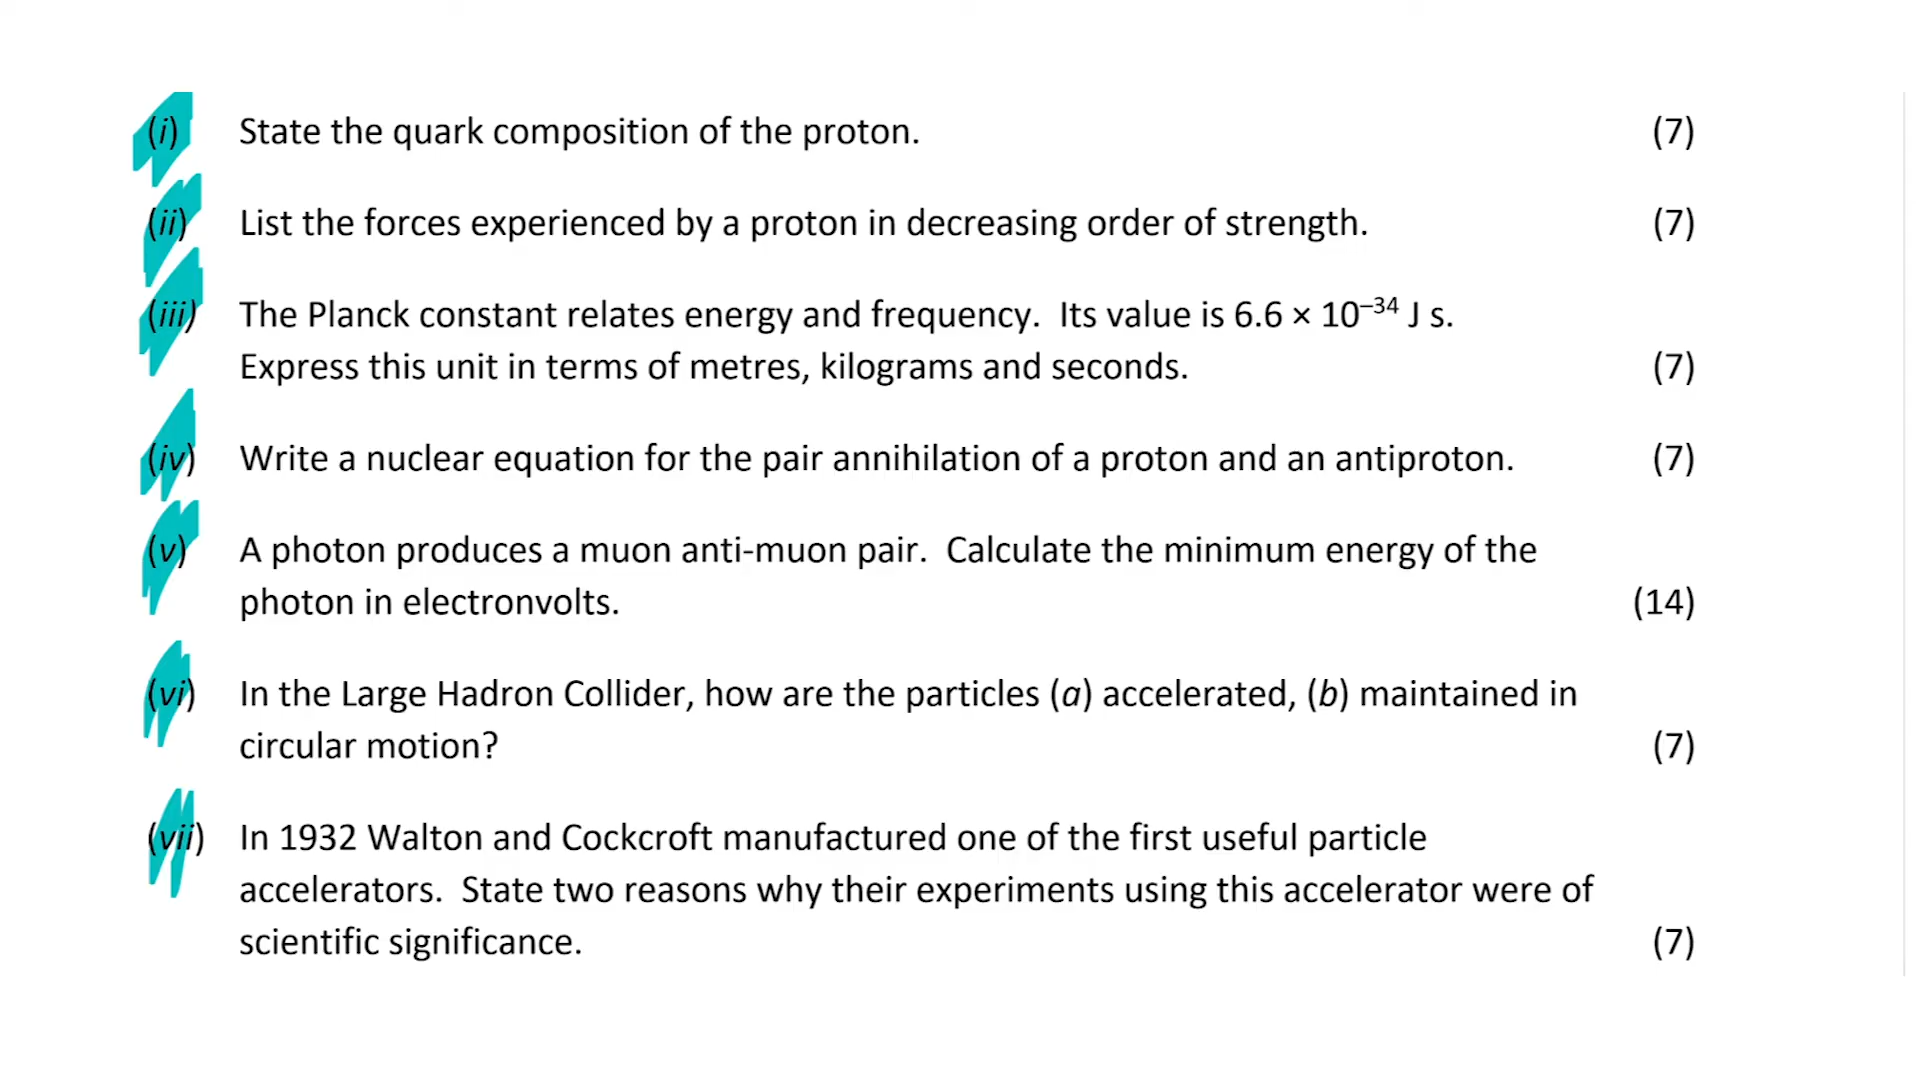 (i) State the quark composition of the proton. (7)
(ii) List the forces experienced by a proton in decreasing order of strength. (7)
(iii) The Planck constant relates energy and frequency. Its value is 6.6 × 10⁻³⁴ J s.
Express this unit in terms of metres, kilograms and seconds. (7)
(iv) Write a nuclear equation for the pair annihilation of a proton and an antiproton. (7)
(v) A photon produces a muon anti-muon pair. Calculate the minimum energy of the
photon in electronvolts. (14)
(vi) In the Large Hadron Collider, how are the particles (a) accelerated, (b) maintained in
circular motion? (7)
(vii) In 1932 Walton and Cockcroft manufactured one of the first useful particle
accelerators. State two reasons why their experiments using this accelerator were of
scientific significance. (7)